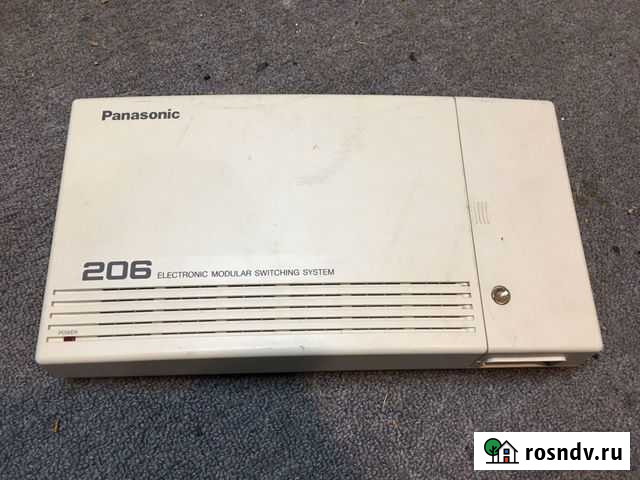 Panasonic
206 ELECTRONIC MODULAR SWITCHING SYSTEM
POWER
rosndv.ru